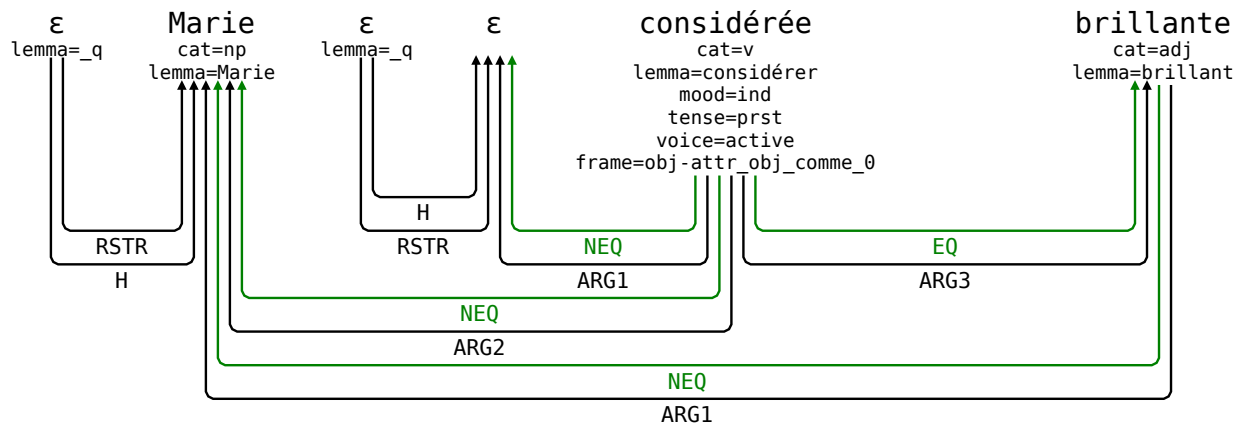 ε Marie ε ε considérée brillante
lemma=_q cat=np lemma=_q cat=v cat=adj
lemma=Marie lemma=considérer lemma=brillant
mood=ind
tense=prst
voice=active
frame=obj-attr_obj_comme_0
H
RSTR RSTR NEQ EQ
H ARG1 ARG3
NEQ
ARG2
NEQ
ARG1